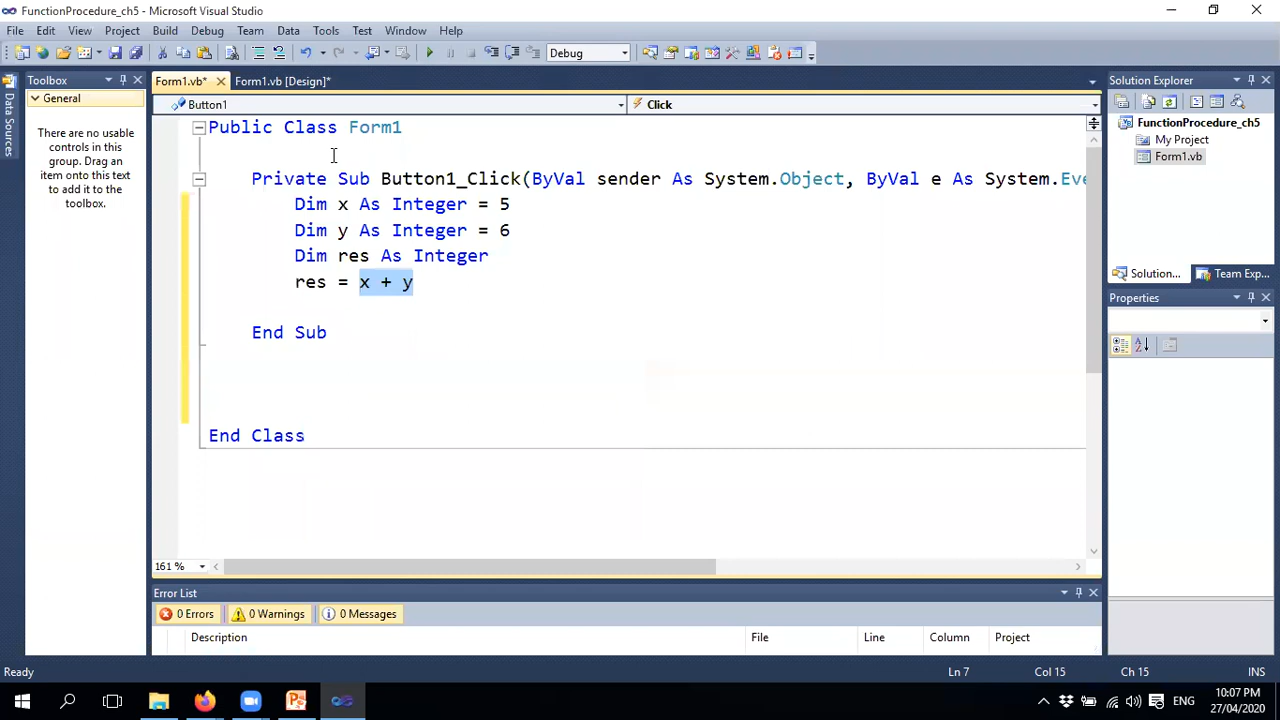 FunctionProcedure_ch5 - Microsoft Visual Studio
File Edit View Project Build Debug Team Data Tools Test Window Help
Debug
Data Sources
Toolbox
General
There are no usable
controls in this
group. Drag an
item onto this text
to add it to the
toolbox.
Form1.vb* Form1.vb [Design]*
Button1 Click
Public Class Form1
Private Sub Button1_Click(ByVal sender As System.Object, ByVal e As System.Eve
Dim x As Integer = 5
Dim y As Integer = 6
Dim res As Integer
res = x + y
End Sub
End Class
161 %
Solution Explorer
FunctionProcedure_ch5
My Project
Form1.vb
Solution... Team Exp...
Properties
Error List
0 Errors 0 Warnings 0 Messages
Description File Line Column Project
Ready Ln 7 Col 15 Ch 15 INS
ENG
10:07 PM
27/04/2020